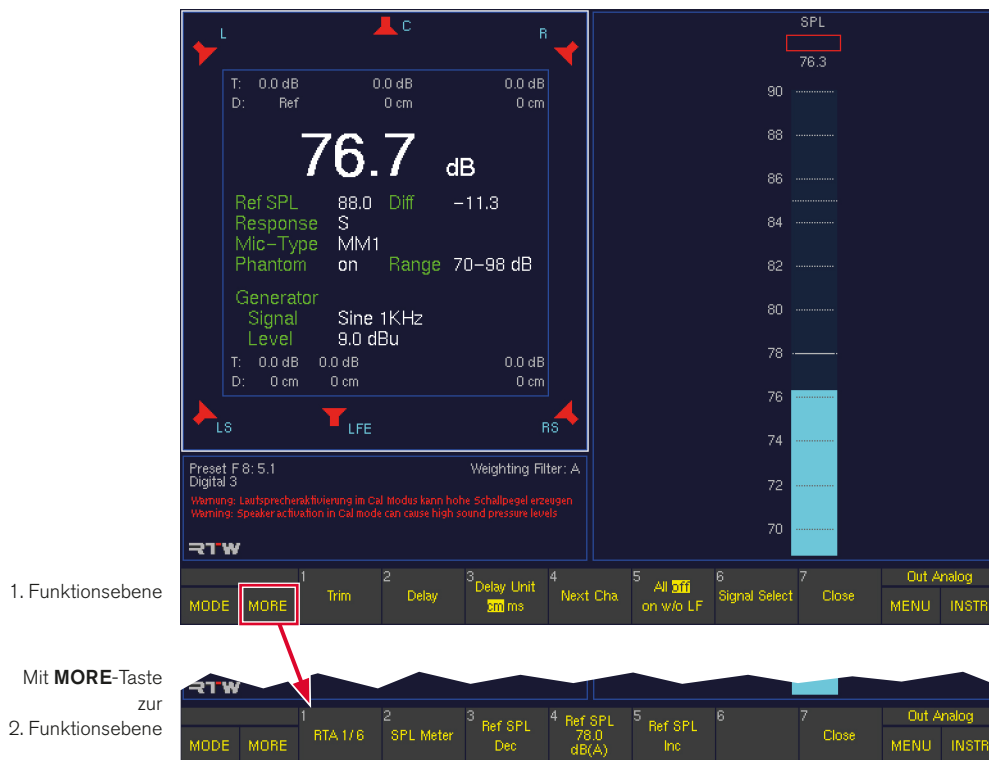 L
C
R
T: 0.0 dB 0.0 dB 0.0 dB
D: Ref 0 cm 0 cm
76.7 dB
Ref SPL 88.0 Diff −11.3
Response S
Mic−Type MM1
Phantom on Range 70−98 dB
Generator
Signal Sine 1KHz
Level 9.0 dBu
T: 0.0 dB 0.0 dB 0.0 dB
D: 0 cm 0 cm 0 cm
LS
LFE
RS
Preset F 8: 5.1 Weighting Filter: A
Digital 3
Warnung: Lautsprecheraktivierung im Cal Modus kann hohe Schallpegel erzeugen
Warning: Speaker activation in Cal mode can cause high sound pressure levels
RTW
SPL
76.3
90
88
86
84
82
80
78
76
74
72
70
1. Funktionsebene
MODE
MORE
1 Trim
2 Delay
3 Delay Unit
cm ms
4 Next Cha
5 All off
on w/o LF
6 Signal Select
7 Close
Out Analog
MENU
INSTR
Mit MORE-Taste
zur
2. Funktionsebene
RTW
MODE
MORE
1 RTA 1/6
2 SPL Meter
3 Ref SPL
Dec
4 Ref SPL
78.0
dB(A)
5 Ref SPL
Inc
6
7 Close
Out Analog
MENU
INSTR